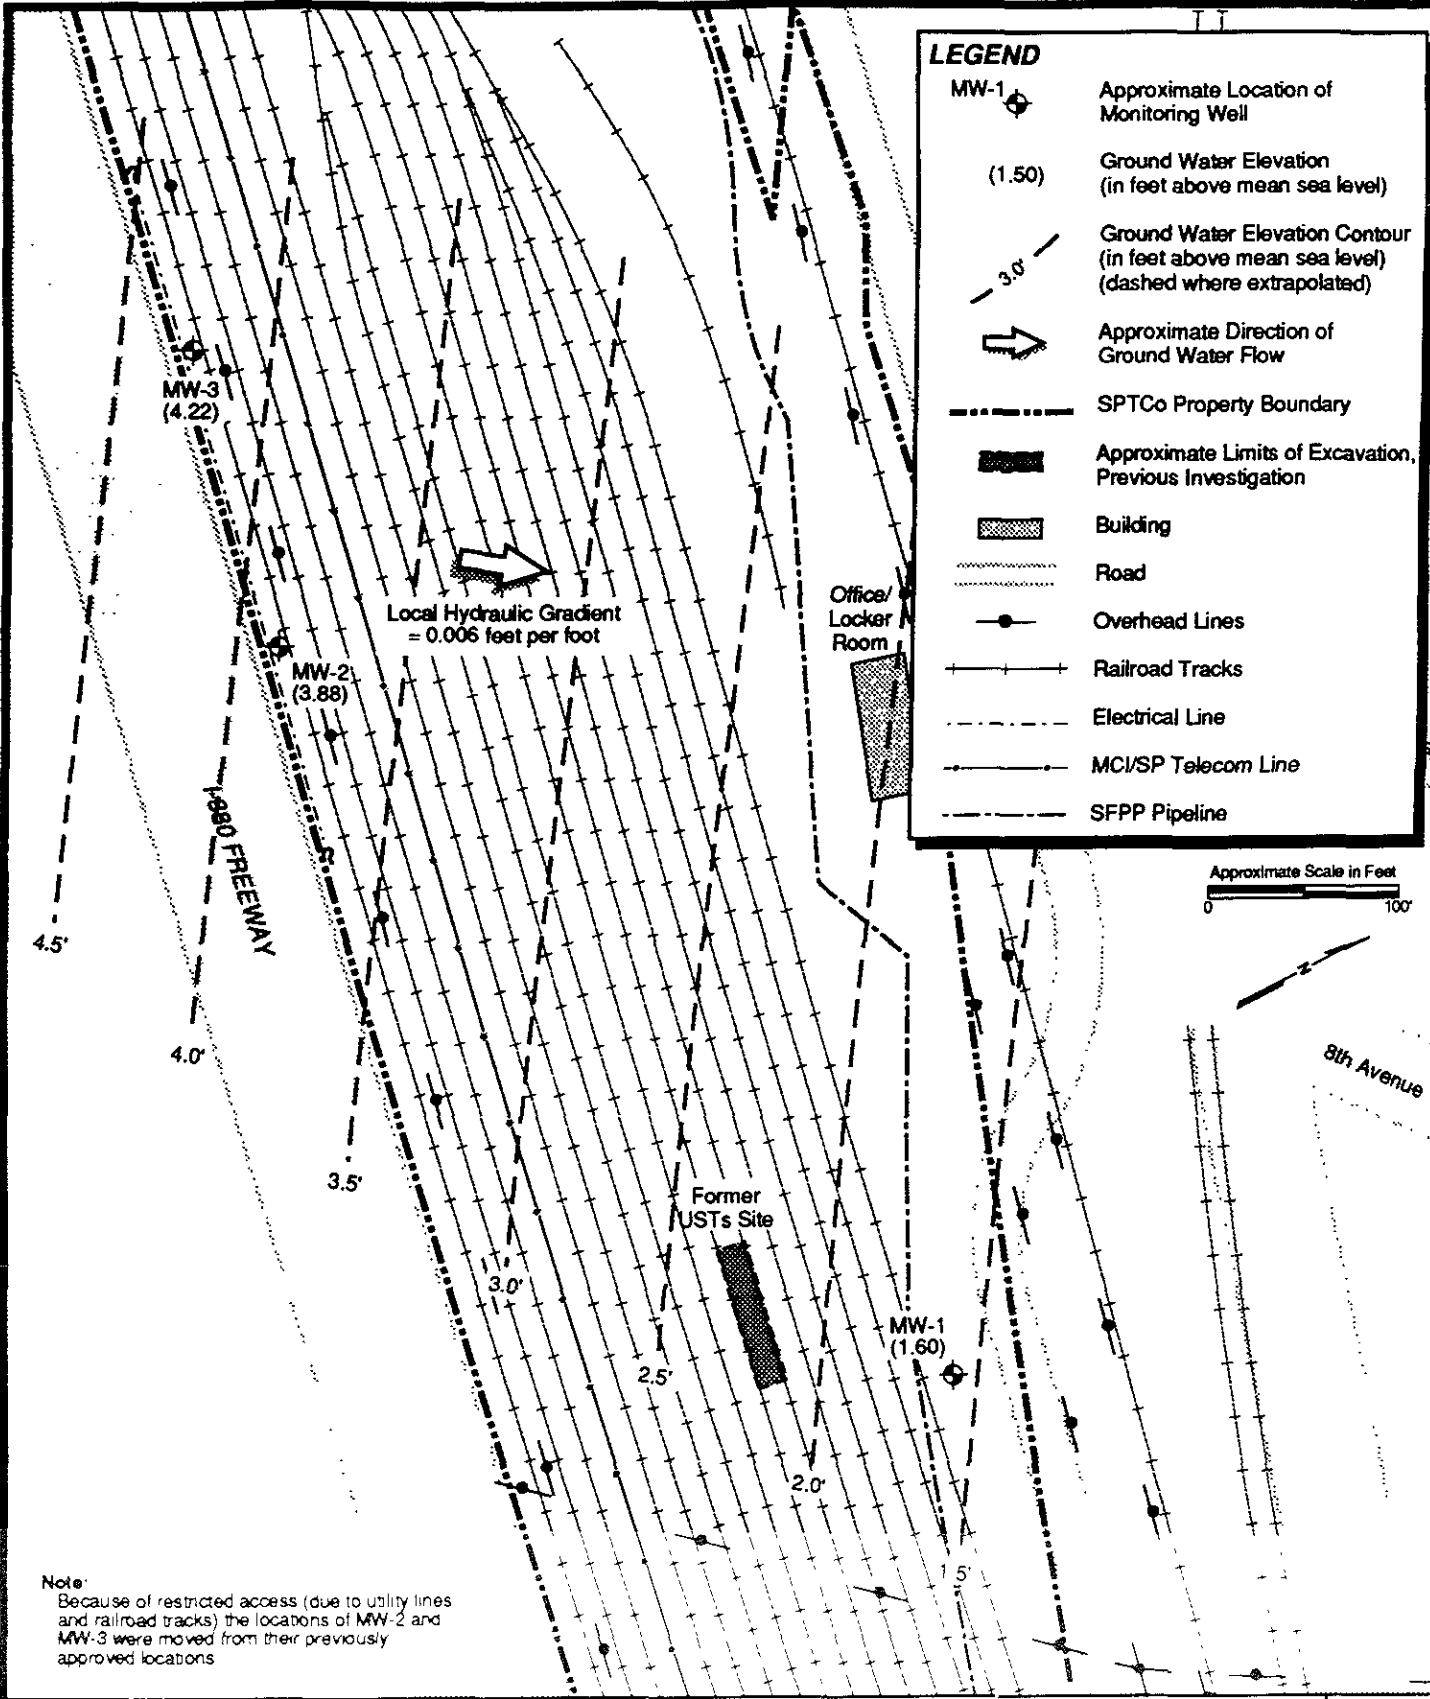 LEGEND
MW-1
Approximate Location of
Monitoring Well
(1.50)
Ground Water Elevation
(in feet above mean sea level)
3.0'
Ground Water Elevation Contour
(in feet above mean sea level)
(dashed where extrapolated)
Approximate Direction of
Ground Water Flow
SPTCo Property Boundary
Approximate Limits of Excavation,
Previous Investigation
Building
Road
Overhead Lines
Railroad Tracks
Electrical Line
MCI/SP Telecom Line
SFPP Pipeline
Approximate Scale in Feet
0 100'
N
8th Avenue
MW-3
(4.22)
Local Hydraulic Gradient
= 0.006 feet per foot
Office/
Locker
Room
MW-2
(3.88)
I-880 FREEWAY
4.5'
4.0'
3.5'
3.0'
Former
USTs Site
MW-1
(1.60)
2.5'
2.0'
1 5'
Note:
Because of restricted access (due to utility lines
and railroad tracks) the locations of MW-2 and
MW-3 were moved from their previously
approved locations